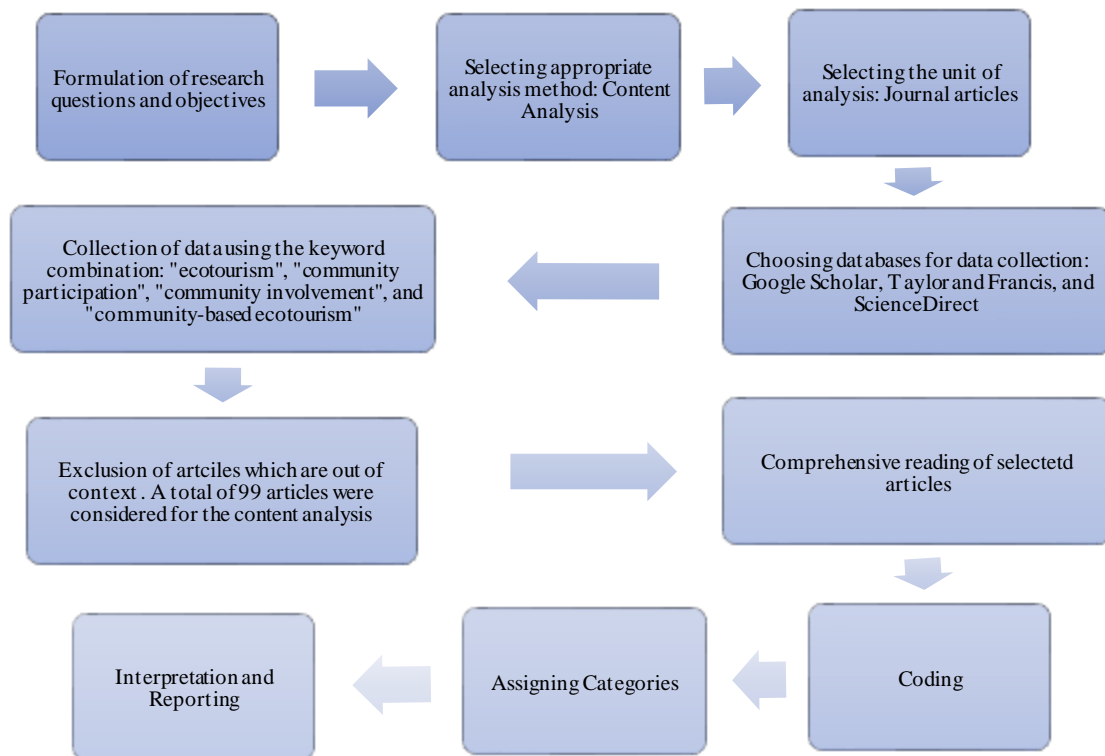 Formulation of research
questions and objectives
Selecting appropriate
analysis method: Content
Analysis
Selecting the unit of
analysis: Journal articles
Choosing databases for data collection:
Google Scholar, Taylor and Francis, and
ScienceDirect
Collection of data using the keyword
combination: "ecotourism", "community
participation", "community involvement", and
"community-based ecotourism"
Exclusion of artciles which are out of
context . A total of 99 articles were
considered for the content analysis
Comprehensive reading of selectetd
articles
Coding
Assigning Categories
Interpretation and
Reporting